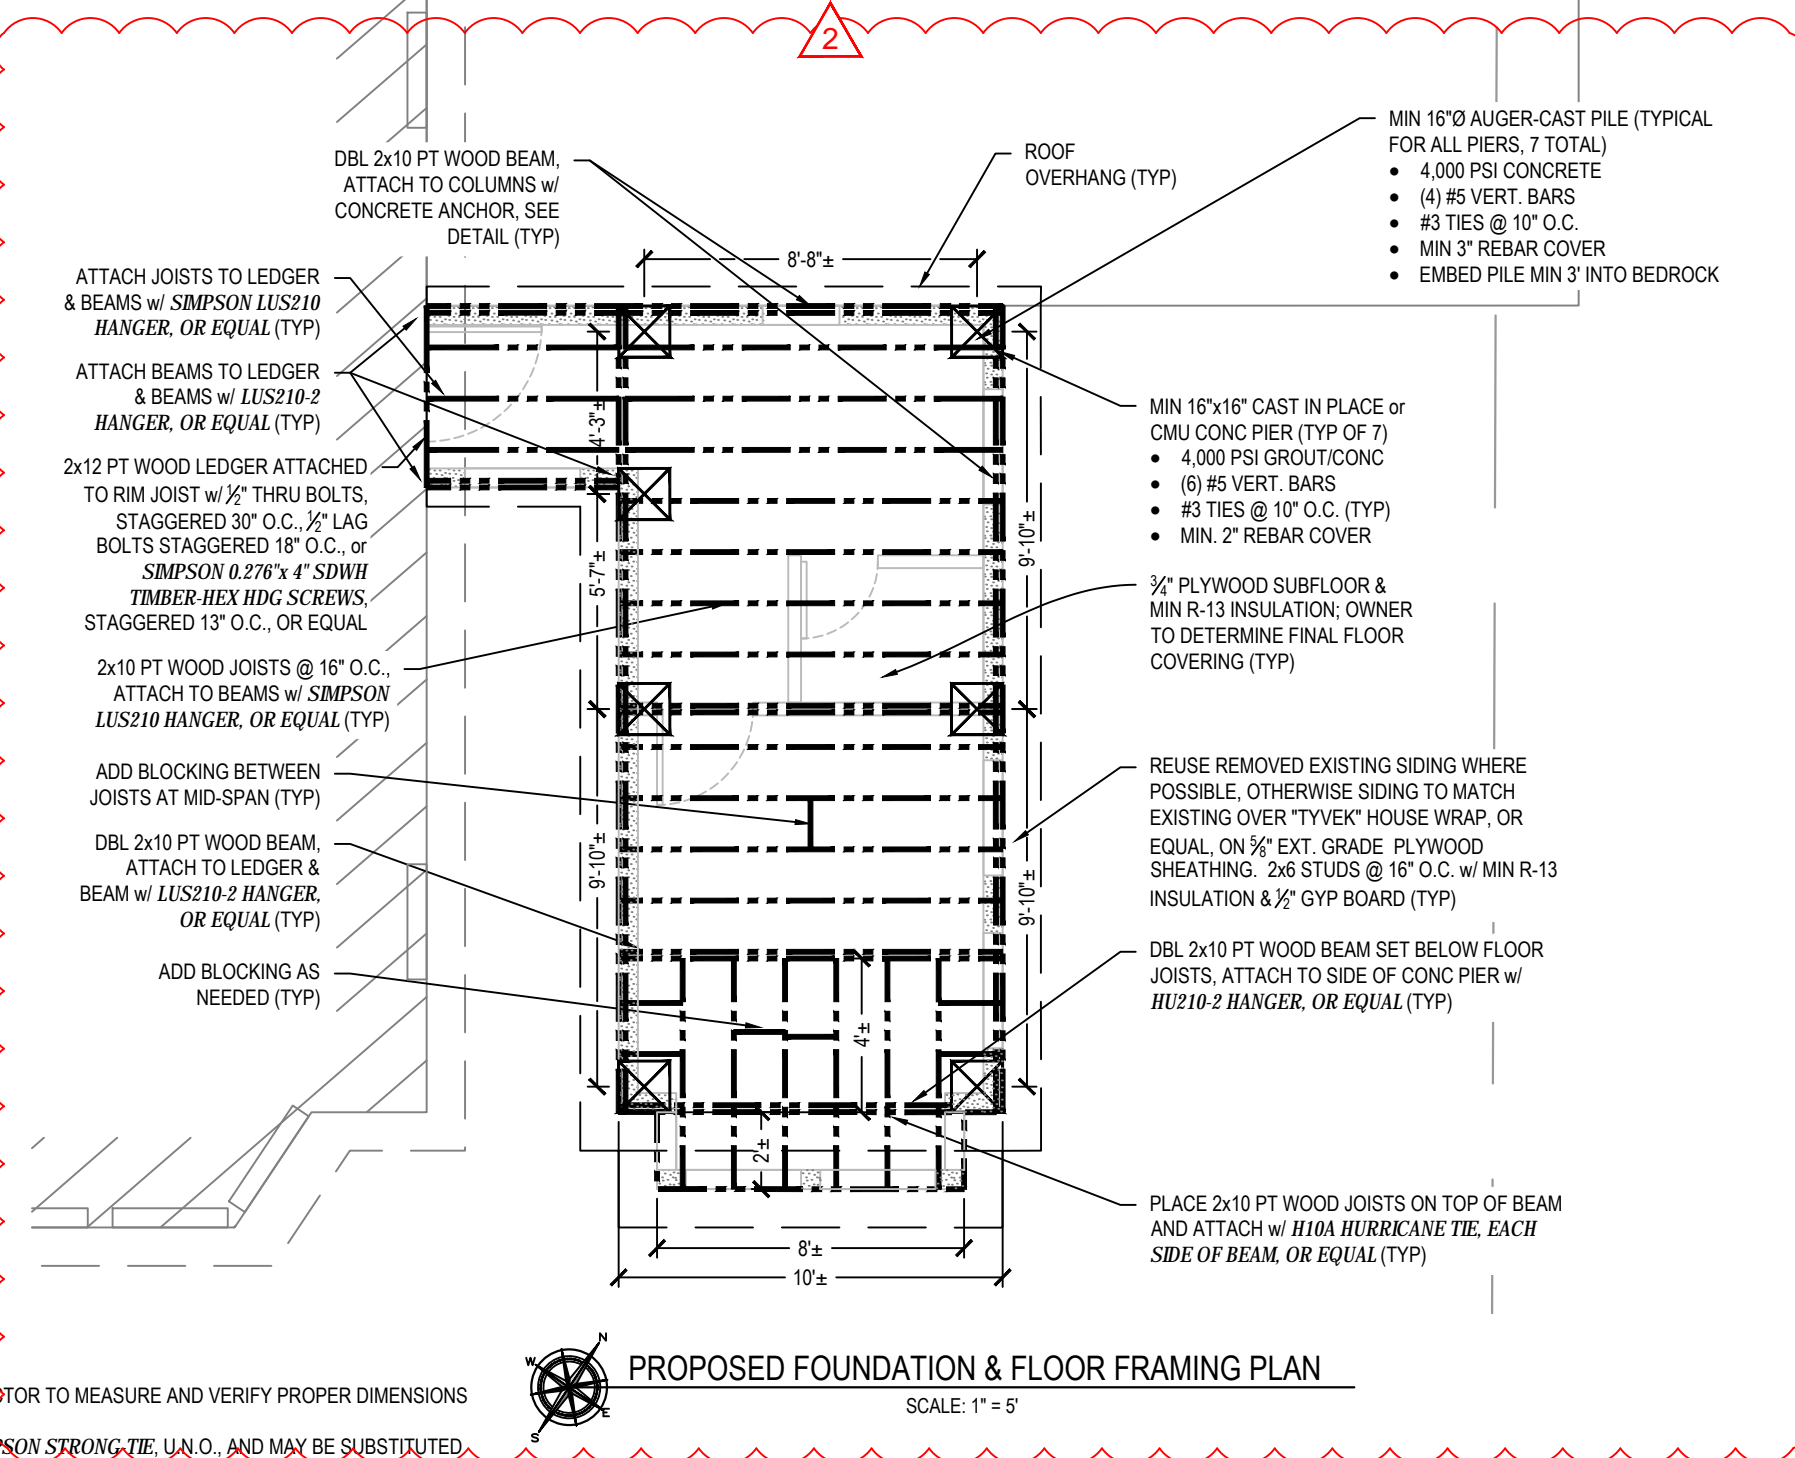 2
MIN 16"Ø AUGER-CAST PILE (TYPICAL
FOR ALL PIERS, 7 TOTAL)
• 4,000 PSI CONCRETE
• (4) #5 VERT. BARS
• #3 TIES @ 10" O.C.
• MIN 3" REBAR COVER
• EMBED PILE MIN 3' INTO BEDROCK
DBL 2x10 PT WOOD BEAM,
ATTACH TO COLUMNS w/
CONCRETE ANCHOR, SEE
DETAIL (TYP)
ROOF
OVERHANG (TYP)
8'-8"±
ATTACH JOISTS TO LEDGER
& BEAMS w/ SIMPSON LUS210
HANGER, OR EQUAL (TYP)
ATTACH BEAMS TO LEDGER
& BEAMS w/ LUS210-2
HANGER, OR EQUAL (TYP)
2x12 PT WOOD LEDGER ATTACHED
TO RIM JOIST w/ ½" THRU BOLTS,
STAGGERED 30" O.C., ½" LAG
BOLTS STAGGERED 18" O.C., or
SIMPSON 0.276"x 4" SDWH
TIMBER-HEX HDG SCREWS,
STAGGERED 13" O.C., OR EQUAL
2x10 PT WOOD JOISTS @ 16" O.C.,
ATTACH TO BEAMS w/ SIMPSON
LUS210 HANGER, OR EQUAL (TYP)
ADD BLOCKING BETWEEN
JOISTS AT MID-SPAN (TYP)
DBL 2x10 PT WOOD BEAM,
ATTACH TO LEDGER &
BEAM w/ LUS210-2 HANGER,
OR EQUAL (TYP)
ADD BLOCKING AS
NEEDED (TYP)
4'-3"±
5'-7"±
9'-10"±
9'-10"±
9'-10"±
4'±
2'±
8'±
10'±
MIN 16"x16" CAST IN PLACE or
CMU CONC PIER (TYP OF 7)
• 4,000 PSI GROUT/CONC
• (6) #5 VERT. BARS
• #3 TIES @ 10" O.C. (TYP)
• MIN. 2" REBAR COVER
¾" PLYWOOD SUBFLOOR &
MIN R-13 INSULATION; OWNER
TO DETERMINE FINAL FLOOR
COVERING (TYP)
REUSE REMOVED EXISTING SIDING WHERE
POSSIBLE, OTHERWISE SIDING TO MATCH
EXISTING OVER "TYVEK" HOUSE WRAP, OR
EQUAL, ON ⅝" EXT. GRADE PLYWOOD
SHEATHING. 2x6 STUDS @ 16" O.C. w/ MIN R-13
INSULATION & ½" GYP BOARD (TYP)
DBL 2x10 PT WOOD BEAM SET BELOW FLOOR
JOISTS, ATTACH TO SIDE OF CONC PIER w/
HU210-2 HANGER, OR EQUAL (TYP)
PLACE 2x10 PT WOOD JOISTS ON TOP OF BEAM
AND ATTACH w/ H10A HURRICANE TIE, EACH
SIDE OF BEAM, OR EQUAL (TYP)
N
W
E
S
PROPOSED FOUNDATION & FLOOR FRAMING PLAN
SCALE: 1" = 5'
TOR TO MEASURE AND VERIFY PROPER DIMENSIONS
PSON STRONG-TIE, U.N.O., AND MAY BE SUBSTITUTED